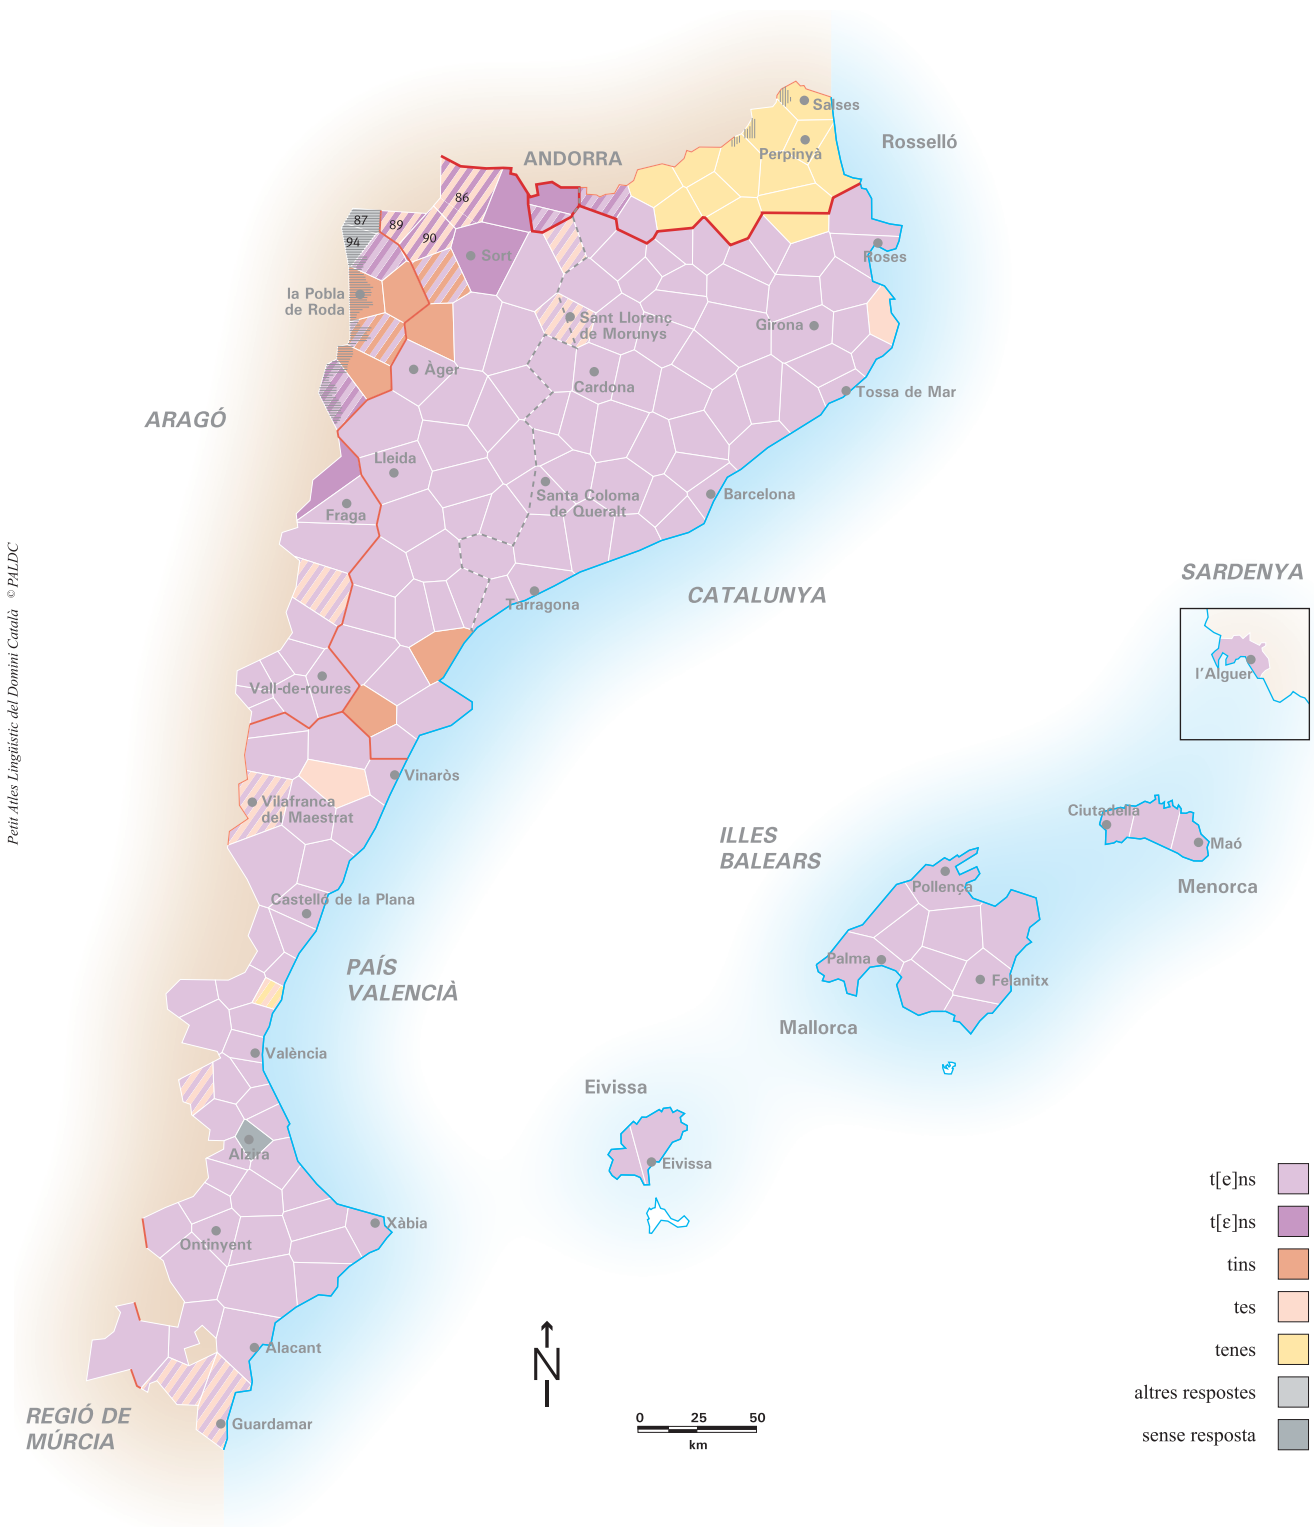 Salses
Rosselló
Perpinyà
ANDORRA
86
87
89
90
94
Sort
Roses
la Pobla
de Roda
Sant Llorenç
de Morunys
Girona
Àger
Cardona
Tossa de Mar
ARAGÓ
Lleida
Santa Coloma
de Queralt
Barcelona
Fraga
Petit Atles Lingüístic del Domini Català © PALDC
Tarragona
CATALUNYA
SARDENYA
l'Alguer
Vall-de-roures
Vinaròs
Vilafranca
del Maestrat
ILLES
BALEARS
Ciutadella
Maó
Menorca
Pollença
Castelló de la Plana
PAÍS
VALENCIÀ
Palma
Felanitx
Mallorca
València
Eivissa
Alzira
Eivissa
Xàbia
Ontinyent
Alacant
REGIÓ DE
MÚRCIA
Guardamar
N
0 25 50
km
t[e]ns
t[ɛ]ns
tins
tes
tenes
altres respostes
sense resposta